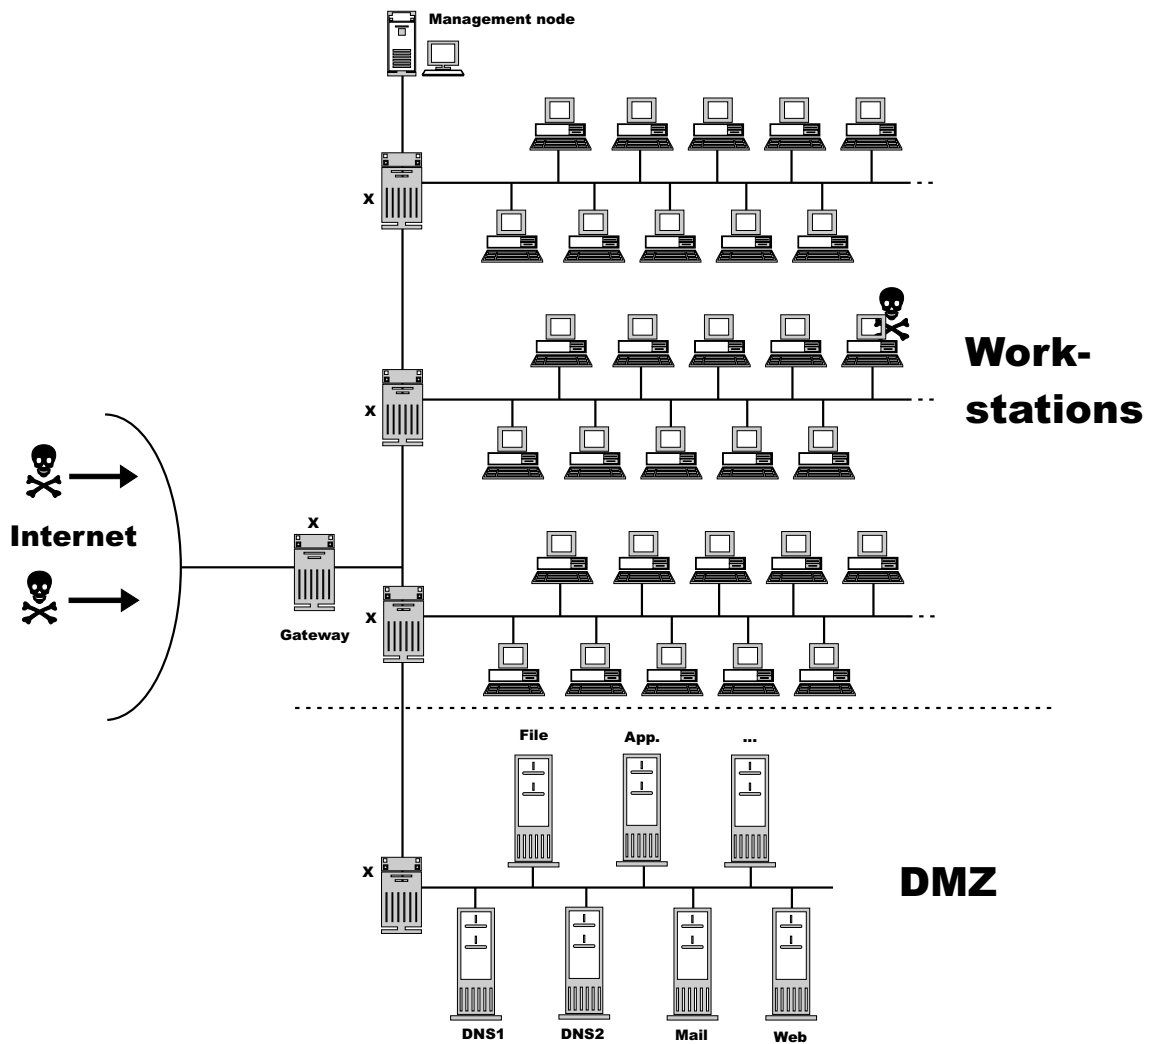 Management node
X
Work-
stations
X
Internet
X
Gateway
X
File
App.
...
X
DMZ
DNS1
DNS2
Mail
Web